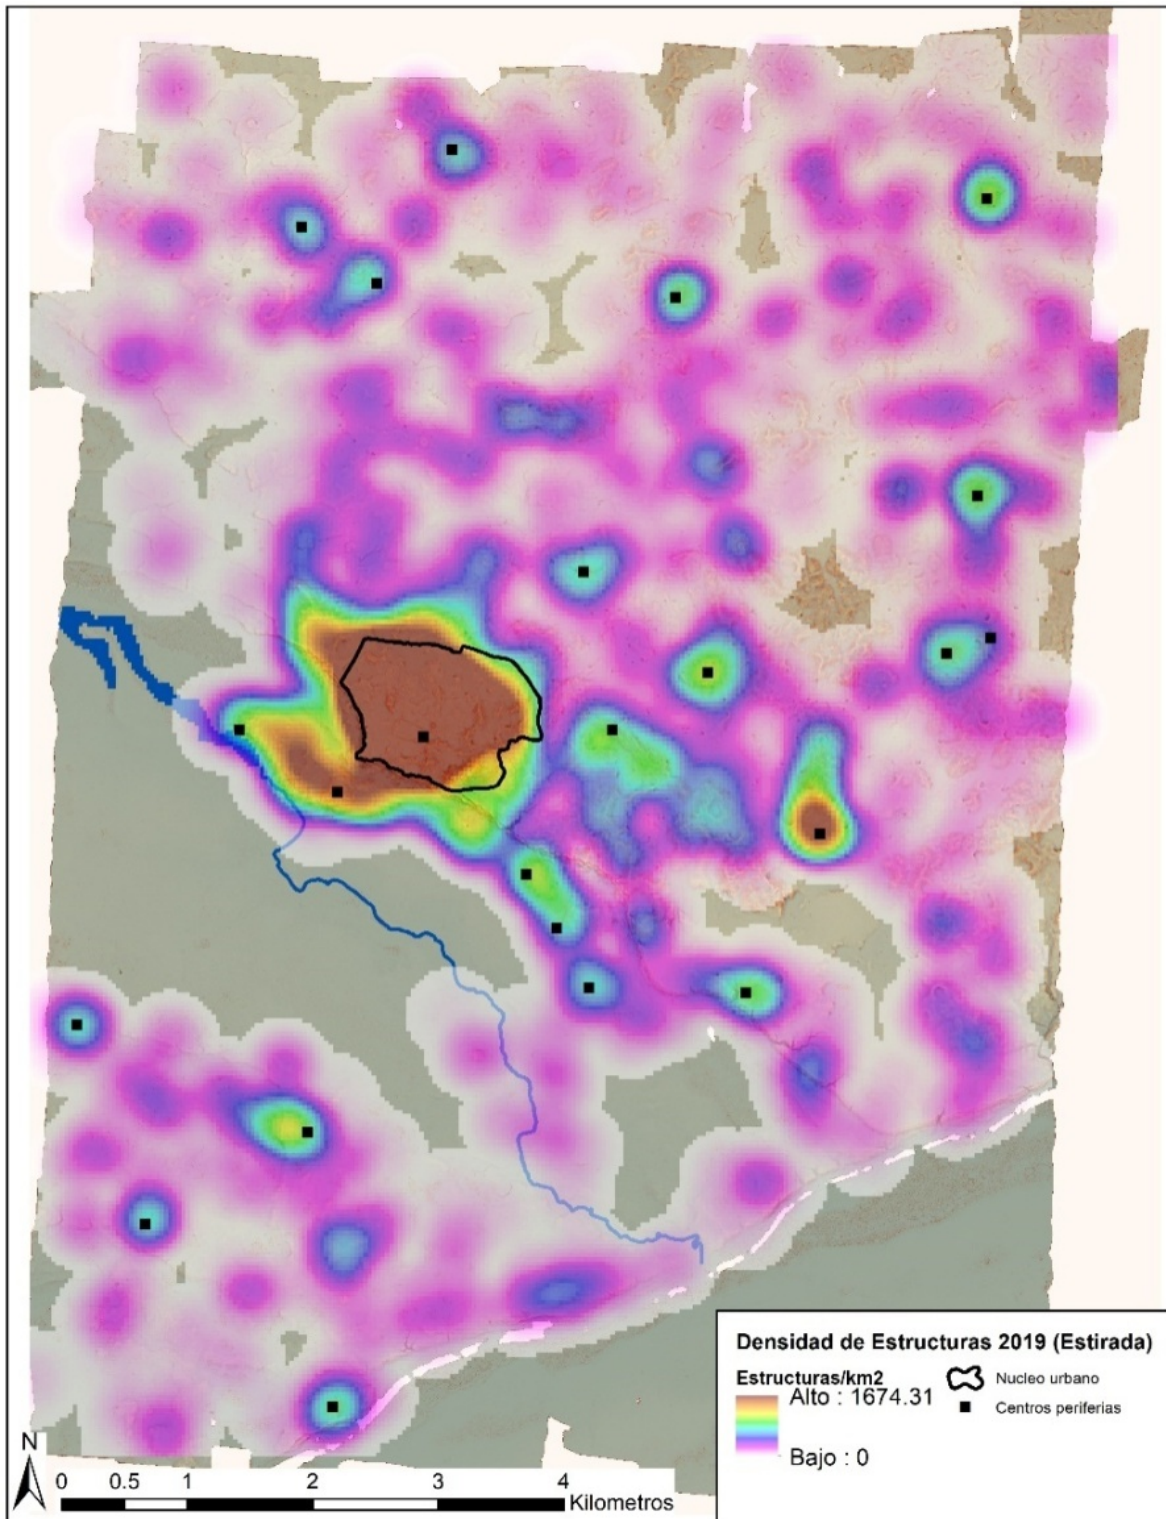 Densidad de Estructuras 2019 (Estirada)
Estructuras/km2
Alto : 1674.31
Bajo : 0
Nucleo urbano
Centros periferias
N
0 0.5 1 2 3 4
Kilometros